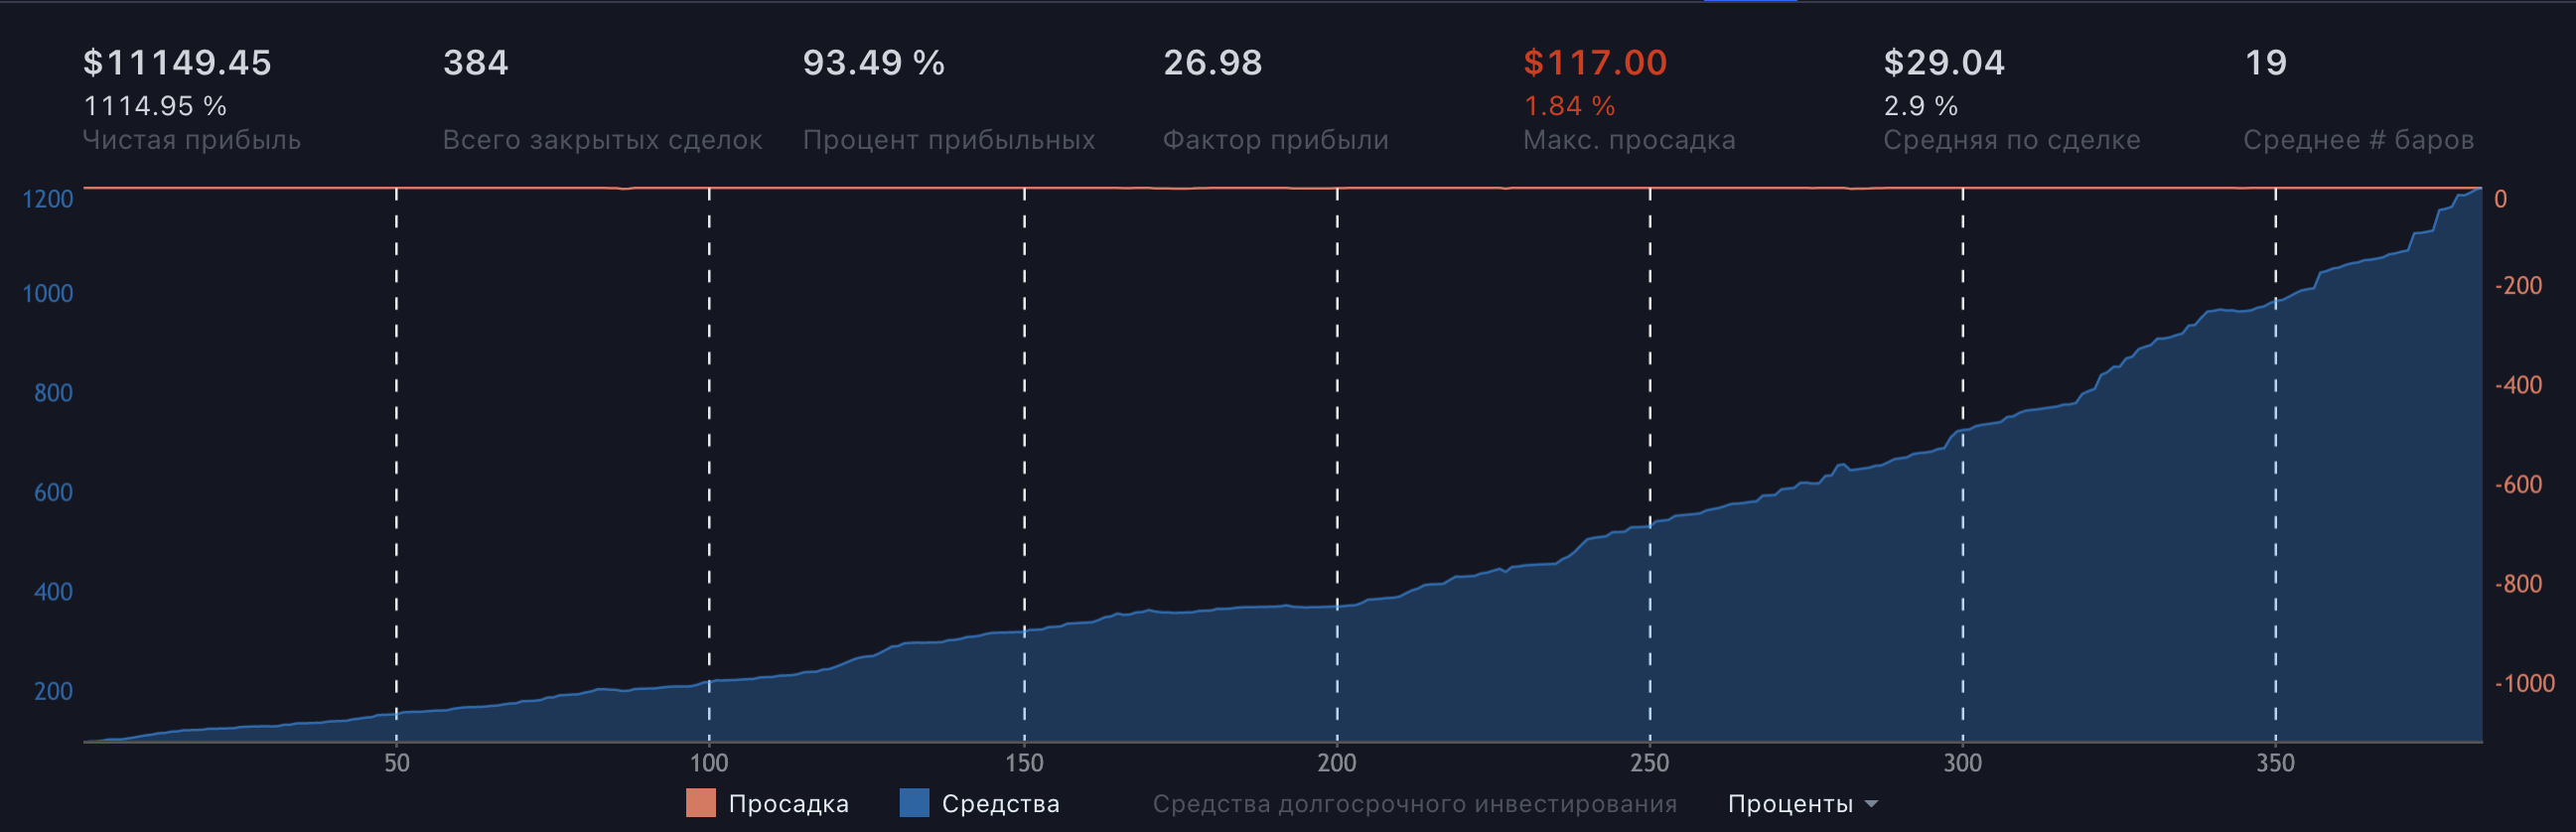 $11149.45 384 93.49 % 26.98 $117.00 $29.04 19
1114.95 % 1.84 % 2.9 %
Чистая прибыль Всего закрытых сделок Процент прибыльных Фактор прибыли Макс. просадка Средняя по сделке Среднее # баров
1200 0
1000 -200
800 -400
600 -600
400 -800
200 -1000
50 100 150 200 250 300 350
Просадка Средства Средства долгосрочного инвестирования Проценты